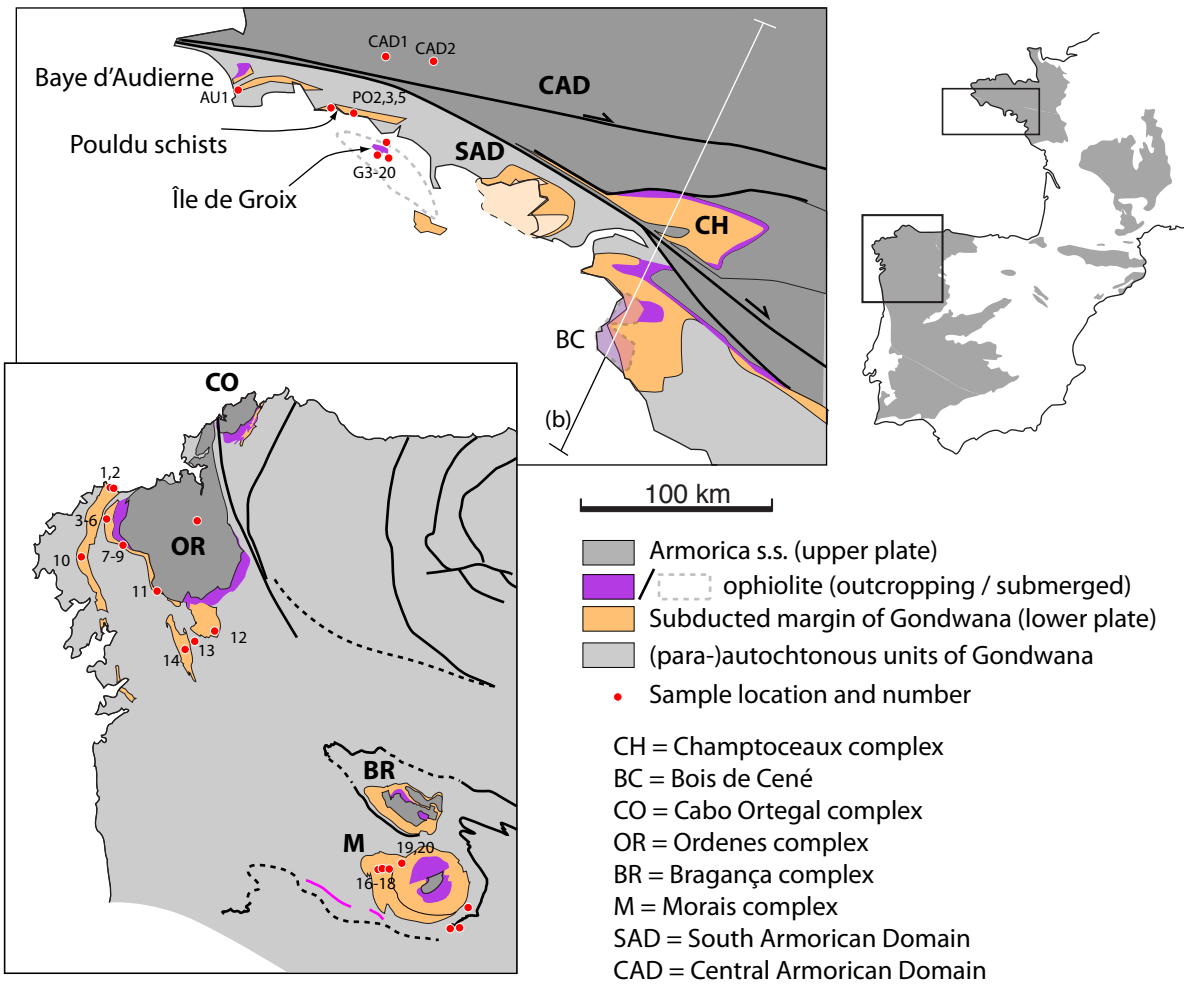 CAD1
CAD2
CAD
Baye d'Audierne
AU1
PO2,3,5
Pouldu schists
SAD
G3-20
Île de Groix
CH
BC
(b)
CO
1,2
3-6
OR
10
7-9
11
12
13
14
BR
M
19,20
16-18
100 km
Armorica s.s. (upper plate)
ophiolite (outcropping / submerged)
Subducted margin of Gondwana (lower plate)
(para-)autochtonous units of Gondwana
Sample location and number
CH = Champtoceaux complex
BC = Bois de Cené
CO = Cabo Ortegal complex
OR = Ordenes complex
BR = Bragança complex
M = Morais complex
SAD = South Armorican Domain
CAD = Central Armorican Domain